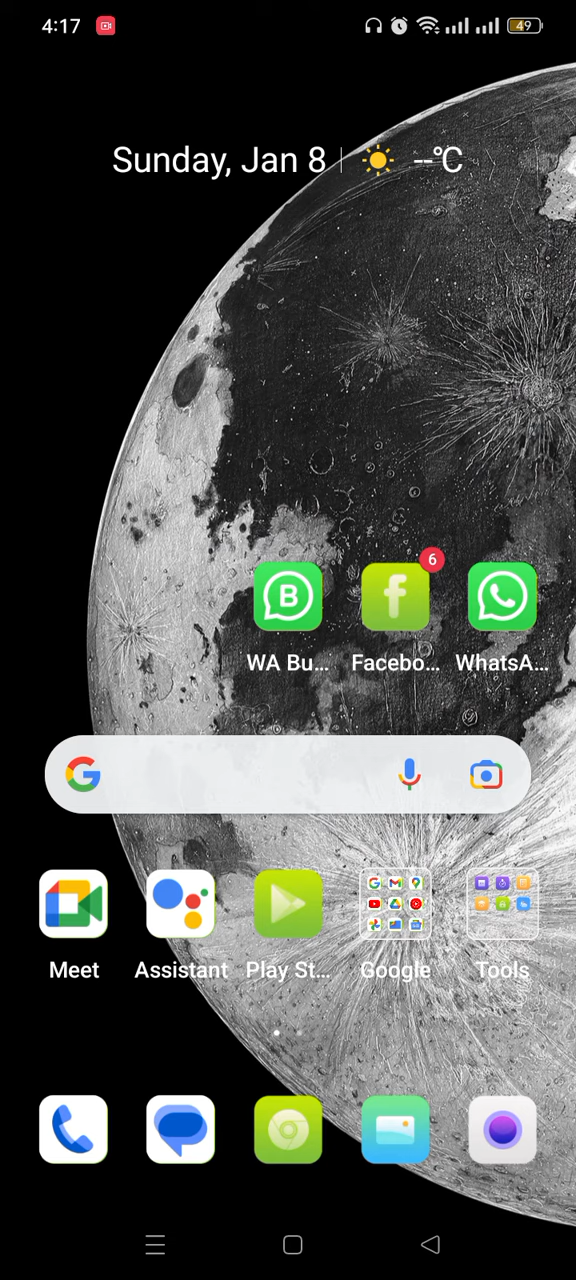 4:17 49
Sunday, Jan 8 | --°C
6
WA Bu... Facebo... WhatsA...
Meet Assistant Play St... Google Tools